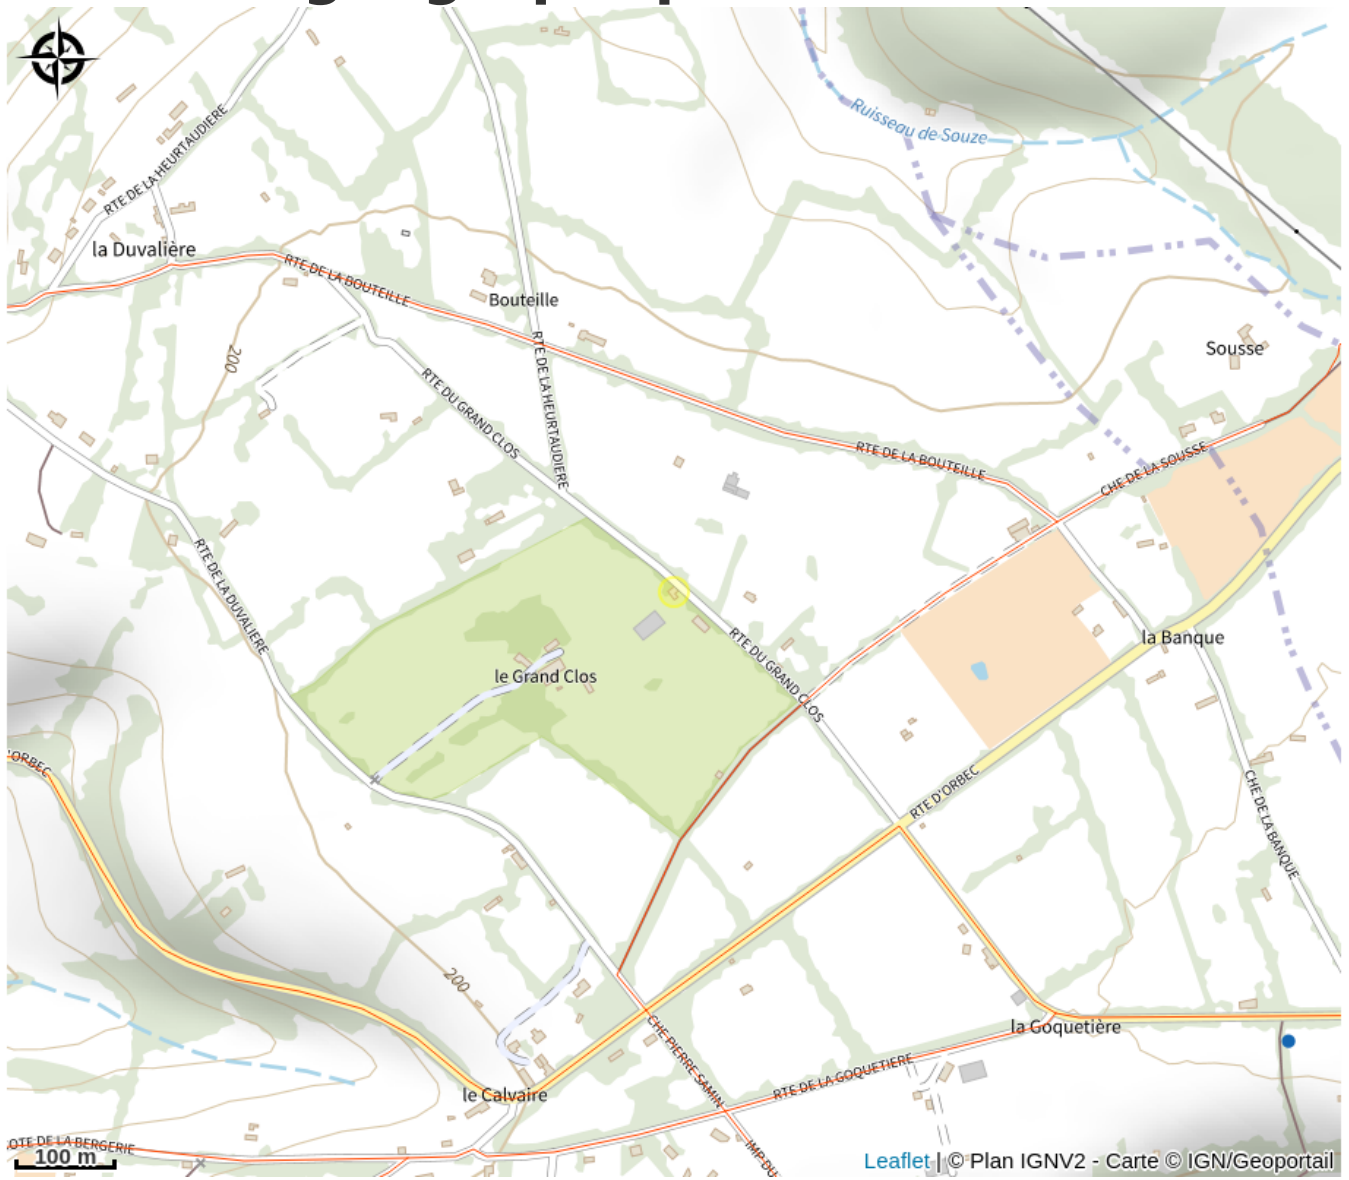 Ruisseau de Souze
RTE DE LA HEURTAUDIERE
la Duvalière
RTE DE LA BOUTEILLE
Bouteille
200
RTE DE LA HEURTAUDIERE
Sousse
RTE DU GRAND CLOS
RTE DE LA BOUTEILLE
CHE DE LA SOUSSE
RTE DE LA DUVALIERE
la Banque
RTE DU GRAND CLOS
le Grand Clos
'ORBEC
RTE D'ORBEC
CHE DE LA BANQUE
200
la Goquetière
CHE PIERRE SAMIN
RTE DE LA GOQUETIERE
le Calvaire
OTE DE LA BERGERIE
IMP DU
100 m
Leaflet | © Plan IGNV2 - Carte © IGN/Geoportail